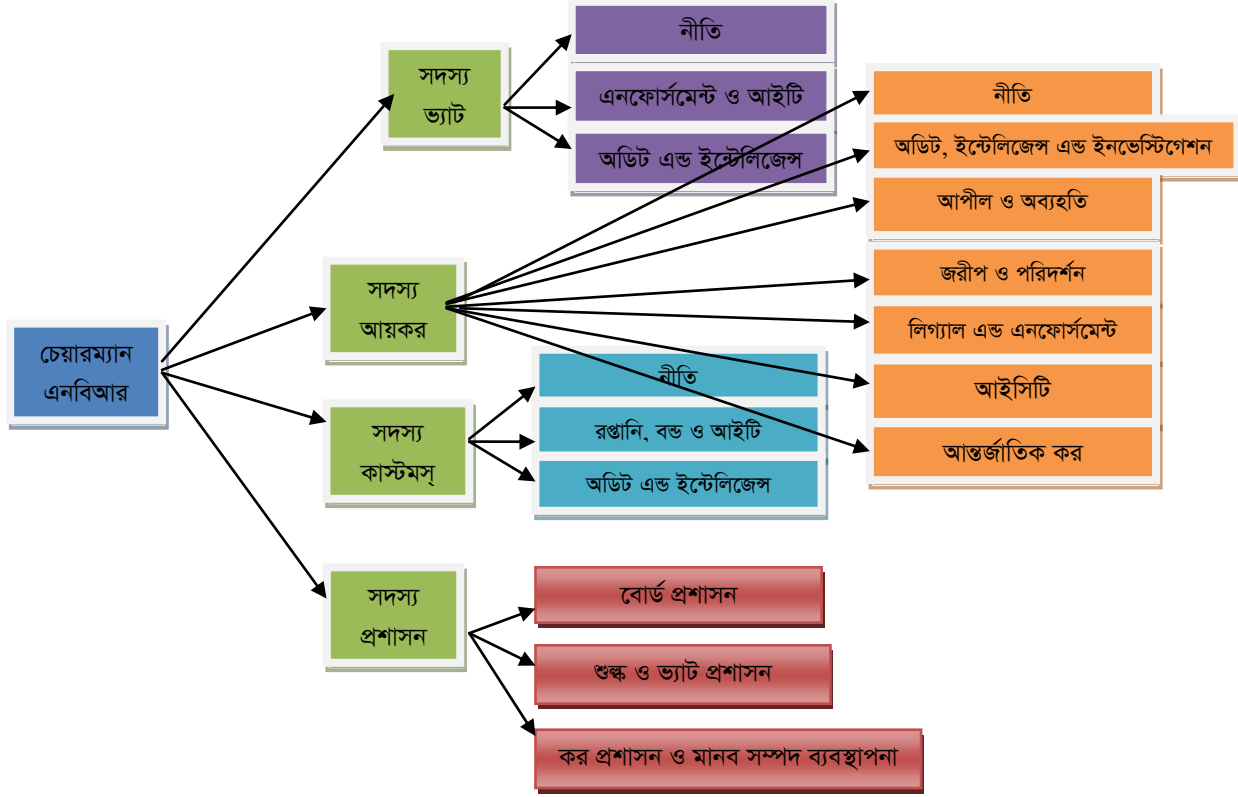 চেয়ারম্যান
এনবিআর
সদস্য
ভ্যাট
নীতি
এনফোর্সমেন্ট ও আইটি
অডিট এন্ড ইন্টেলিজেন্স
সদস্য
আয়কর
নীতি
অডিট, ইন্টেলিজেন্স এন্ড ইনভেস্টিগেশন
আপীল ও অব্যহতি
জরীপ ও পরিদর্শন
লিগ্যাল এন্ড এনফোর্সমেন্ট
আইসিটি
আন্তর্জাতিক কর
সদস্য
কাস্টমস্
নীতি
রপ্তানি, বন্ড ও আইটি
অডিট এন্ড ইন্টেলিজেন্স
সদস্য
প্রশাসন
বোর্ড প্রশাসন
শুল্ক ও ভ্যাট প্রশাসন
কর প্রশাসন ও মানব সম্পদ ব্যবস্থাপনা